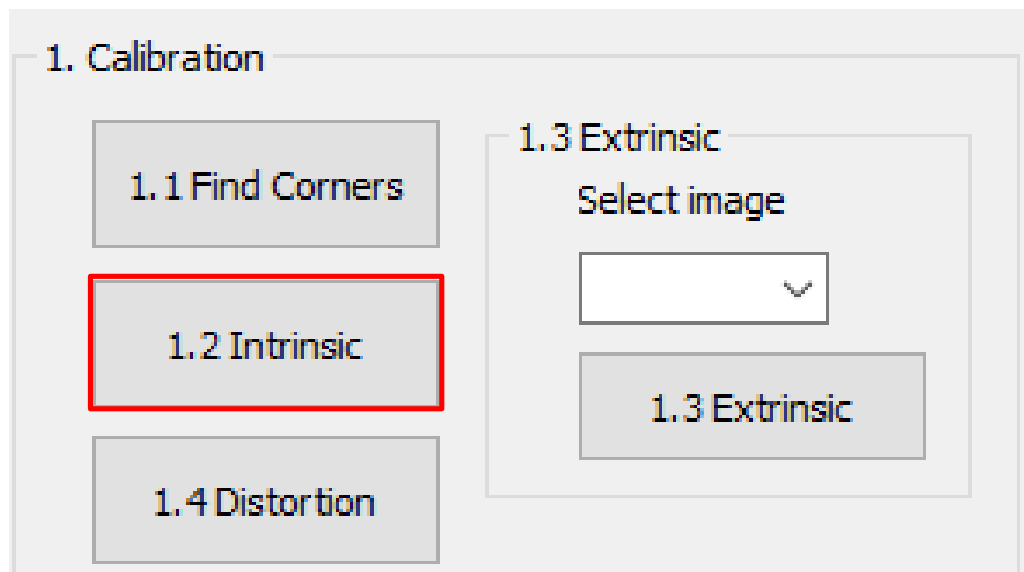 1. Calibration
1.1 Find Corners
1.2 Intrinsic
1.4 Distortion
1.3 Extrinsic
Select image
1.3 Extrinsic